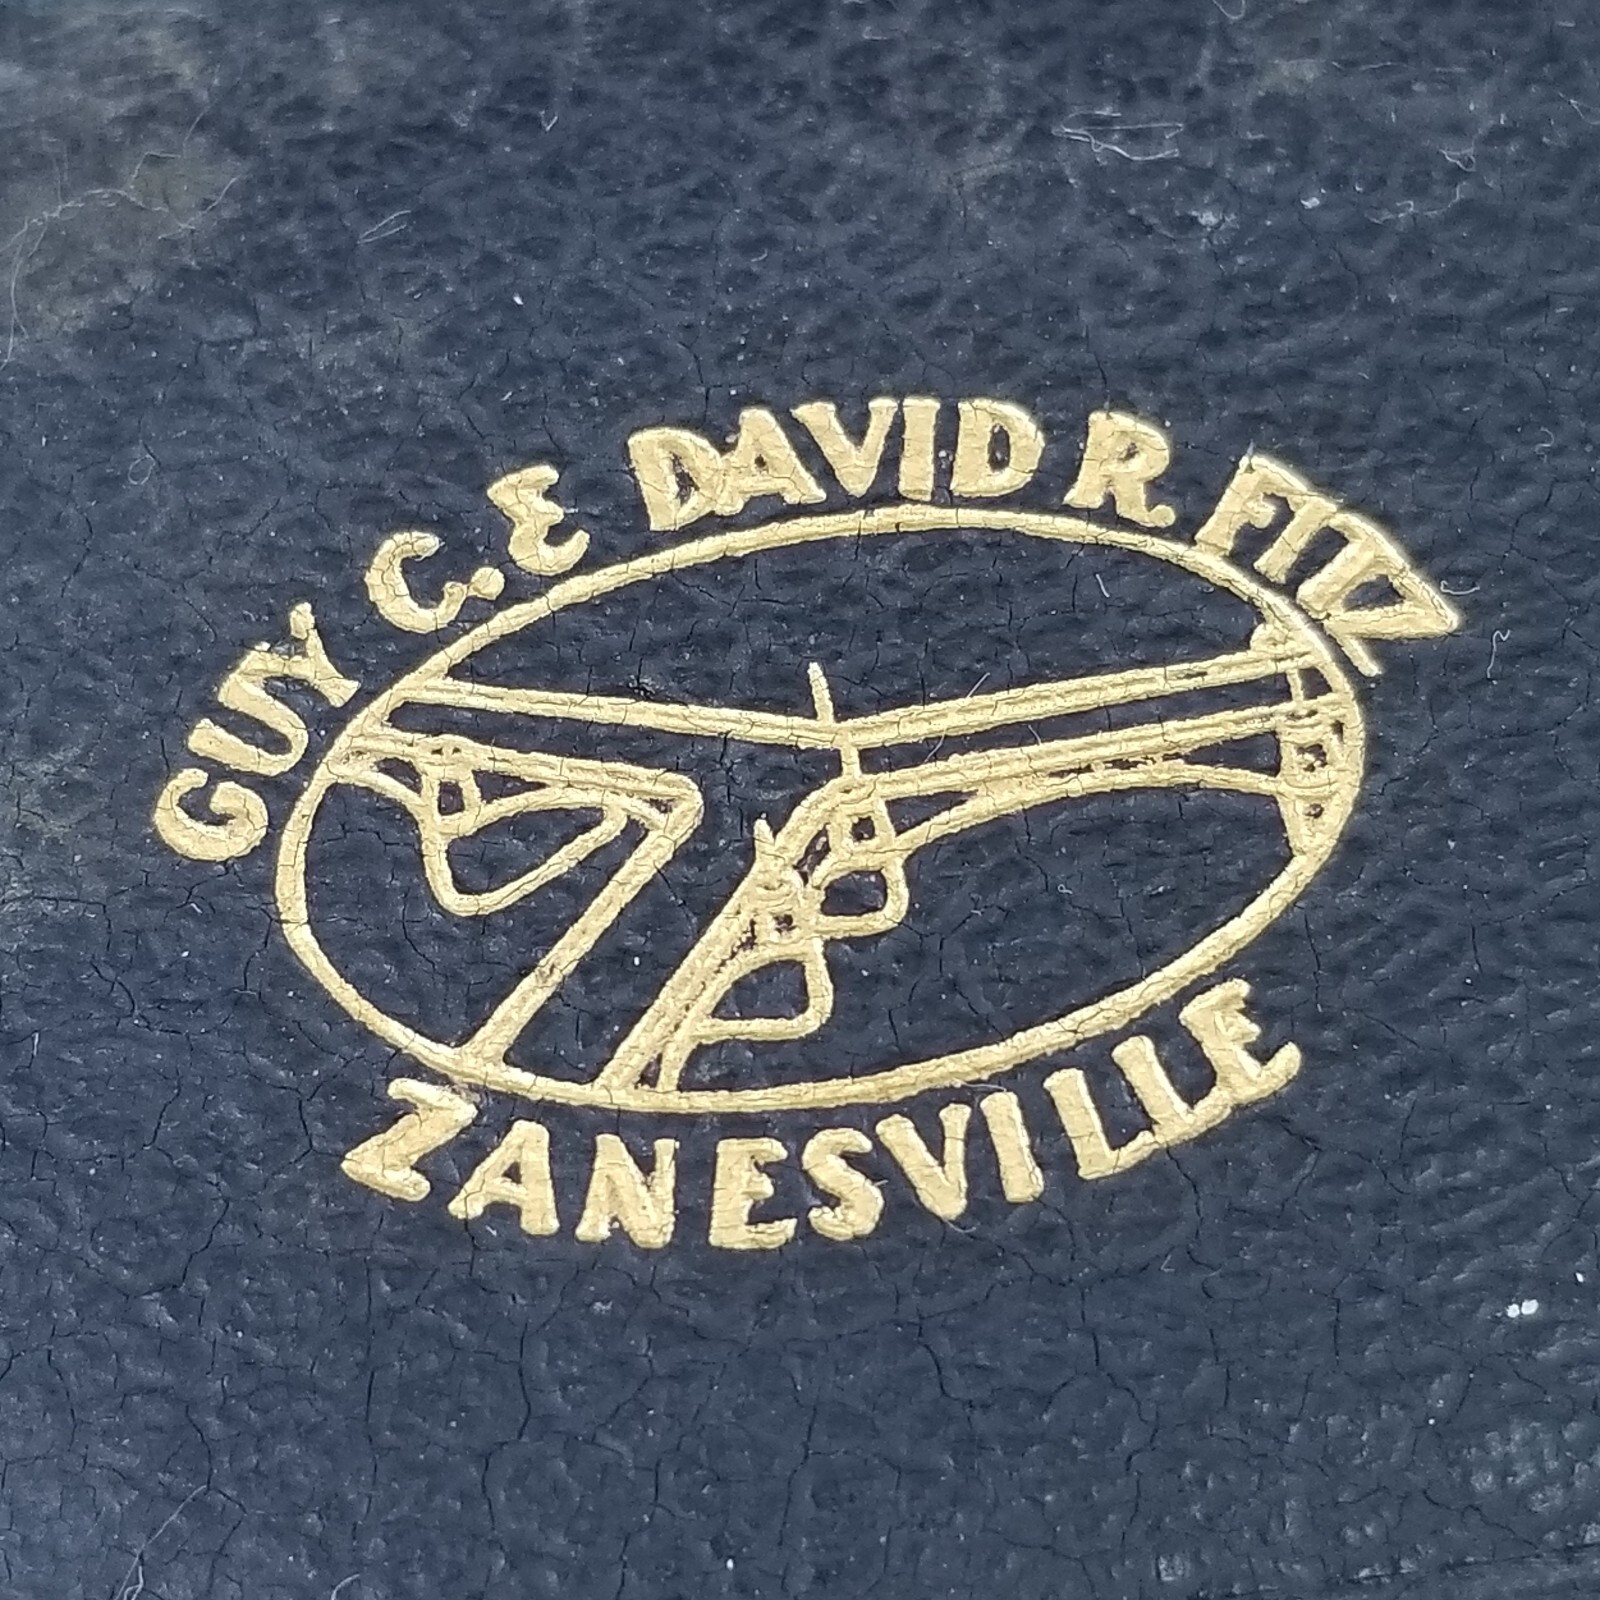 GUY C. E DAVID R. FITZ
ZANESVILLE